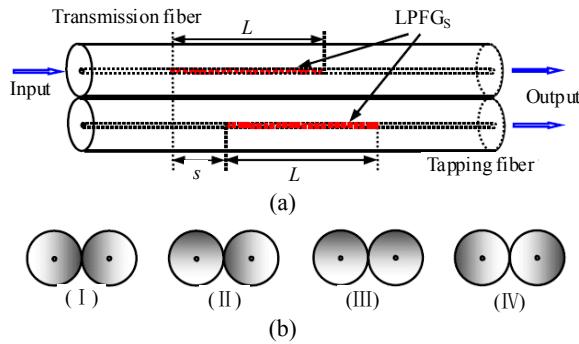 Transmission fiber
L
LPFGS
Input
Output
s
L
Tapping fiber
(a)
(I)
(II)
(III)
(IV)
(b)